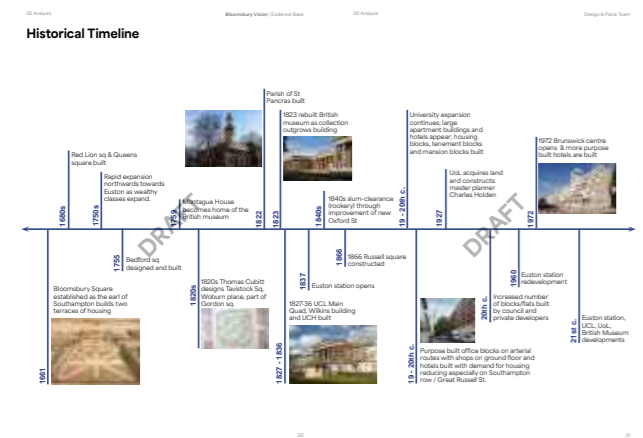 02 Analysis
Bloomsbury Vision | Evidence Base
02 Analysis
Design & Place Team
Historical Timeline
Parish of St
Pancras built
1822
1823 rebuilt British
museum as collection
outgrows building
1823
University expansion
continues; large
apartment buildings and
hotels appear; housing
blocks, tenement blocks
and mansion blocks built
19 - 20th c.
1972 Brunswick centre
opens & more purpose
built hotels are built
1972
Red Lion sq & Queens
square built
1680s
Rapid expansion
northwards towards
Euston as wealthy
classes expand.
1750s
Montague House
becomes home of the
British museum
1759
1840s slum-clearance
(rookery) through
improvement of new
Oxford St
1840s
UoL acquires land
and constructs:
master planner
Charles Holden
1927
DRAFT
DRAFT
1755
Bedford sq
designed and built
1866
1866 Russell square
constructed
1837
Euston station opens
1960
Euston station
redevelopment
Bloomsbury Square
established as the earl of
Southampton builds two
terraces of housing
1661
1820s
1820s Thomas Cubitt
designs Tavistock Sq,
Woburn place, part of
Gordon sq.
1827-36 UCL Main
Quad, Wilkins building
and UCH built
1827 - 1836
20th c.
Increased number
of blocks/flats built
by council and
private developers
21st c.
Euston station,
UCL, UoL,
British Museum
developments
19 - 20th c.
Purpose built office blocks on arterial
routes with shops on ground floor and
hotels built with demand for housing
reducing especially on Southampton
row / Great Russell St.
20
21